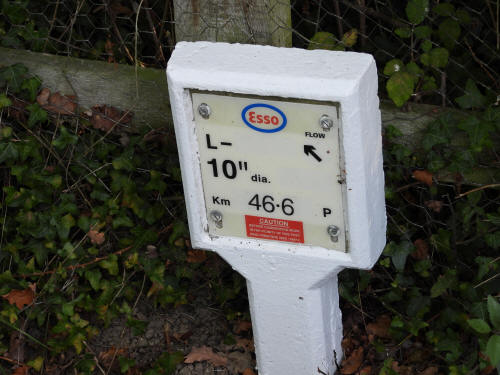 Esso
FLOW
L-
10" dia.
Km 46·6 P
CAUTION